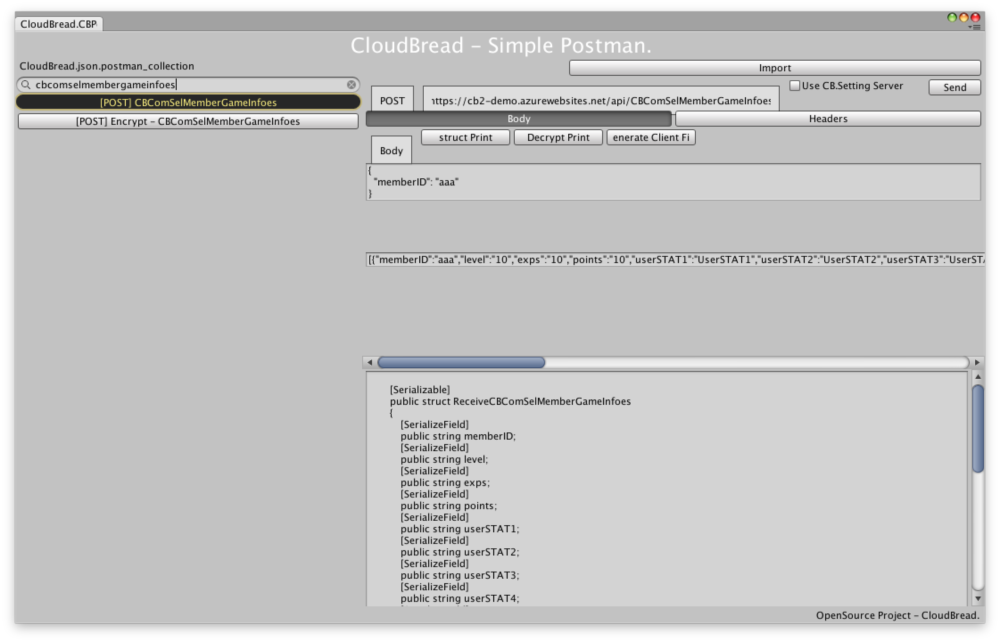 CloudBread.CBP
CloudBread – Simple Postman.
CloudBread.json.postman_collection
Import
cbcomselmembergameinfoes
[POST] CBComSelMemberGameInfoes
[POST] Encrypt – CBComSelMemberGameInfoes
POST
https://cb2-demo.azurewebsites.net/api/CBComSelMemberGameInfoes
Use CB.Setting Server
Send
Body
Headers
struct Print
Decrypt Print
enerate Client Fi
Body
{
"memberID": "aaa"
}
[{"memberID":"aaa","level":"10","exps":"10","points":"10","userSTAT1":"UserSTAT1","userSTAT2":"UserSTAT2","userSTAT3":"UserSTA
[Serializable]
public struct ReceiveCBComSelMemberGameInfoes
{
[SerializeField]
public string memberID;
[SerializeField]
public string level;
[SerializeField]
public string exps;
[SerializeField]
public string points;
[SerializeField]
public string userSTAT1;
[SerializeField]
public string userSTAT2;
[SerializeField]
public string userSTAT3;
[SerializeField]
public string userSTAT4;
OpenSource Project – CloudBread.